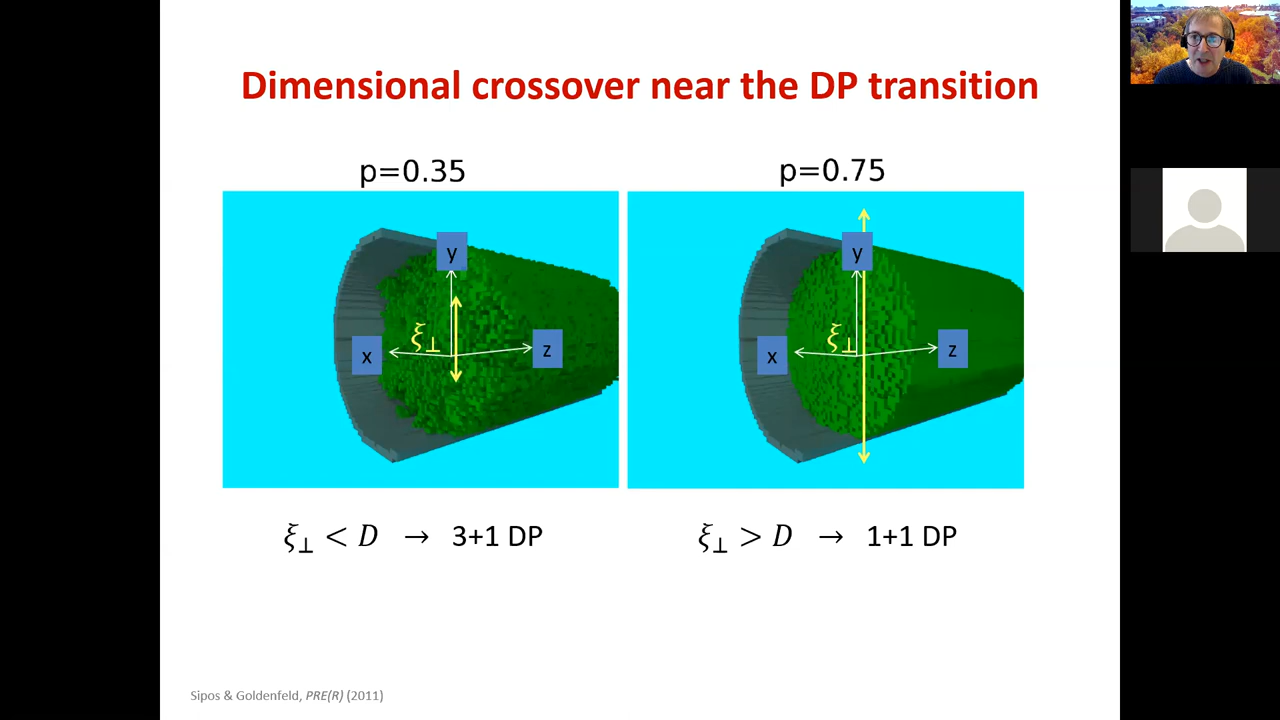 Dimensional crossover near the DP transition
p=0.35
p=0.75
y
ξ⊥
x
z
y
ξ⊥
x
z
ξ⊥ < D → 3+1 DP
ξ⊥ > D → 1+1 DP
Sipos & Goldenfeld, PRE(R) (2011)